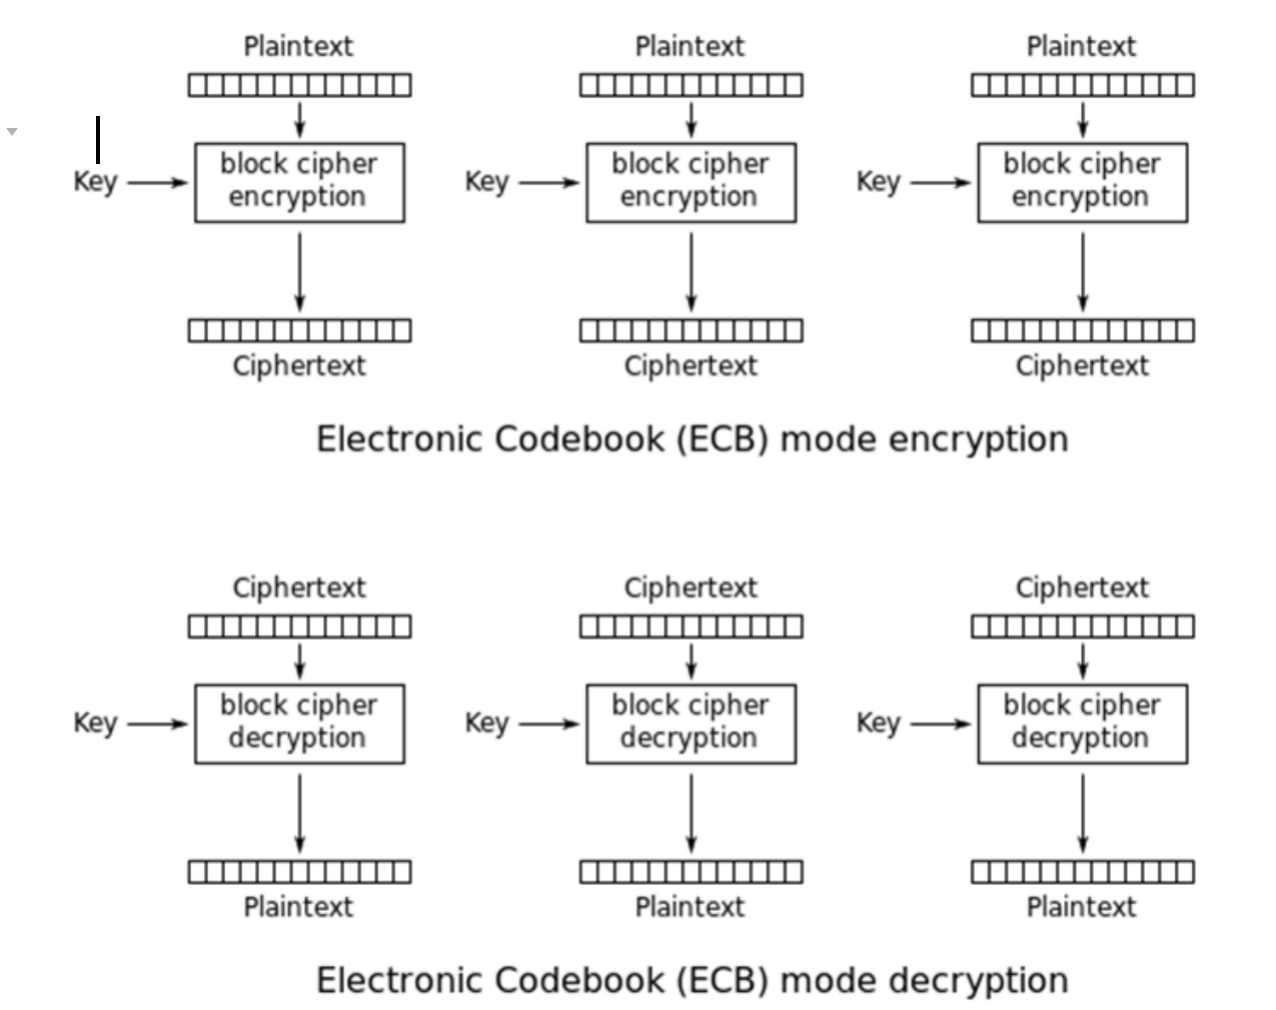 Plaintext Plaintext Plaintext
Key block cipher encryption Key block cipher encryption Key block cipher encryption
Ciphertext Ciphertext Ciphertext
Electronic Codebook (ECB) mode encryption
Ciphertext Ciphertext Ciphertext
Key block cipher decryption Key block cipher decryption Key block cipher decryption
Plaintext Plaintext Plaintext
Electronic Codebook (ECB) mode decryption